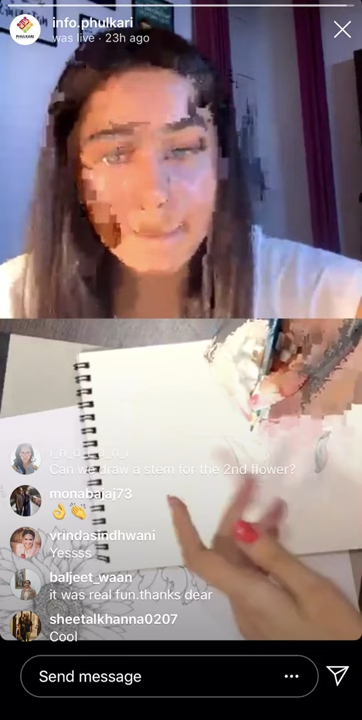 info.phulkari
was live · 23h ago
PHULKARI
Can we draw a stem for the 2nd flower?
monabajaj73
👌👏
vrindasindhwani
Yessss
baljeet_waan
it was real fun.thanks dear
sheetalkhanna0207
Cool
Send message